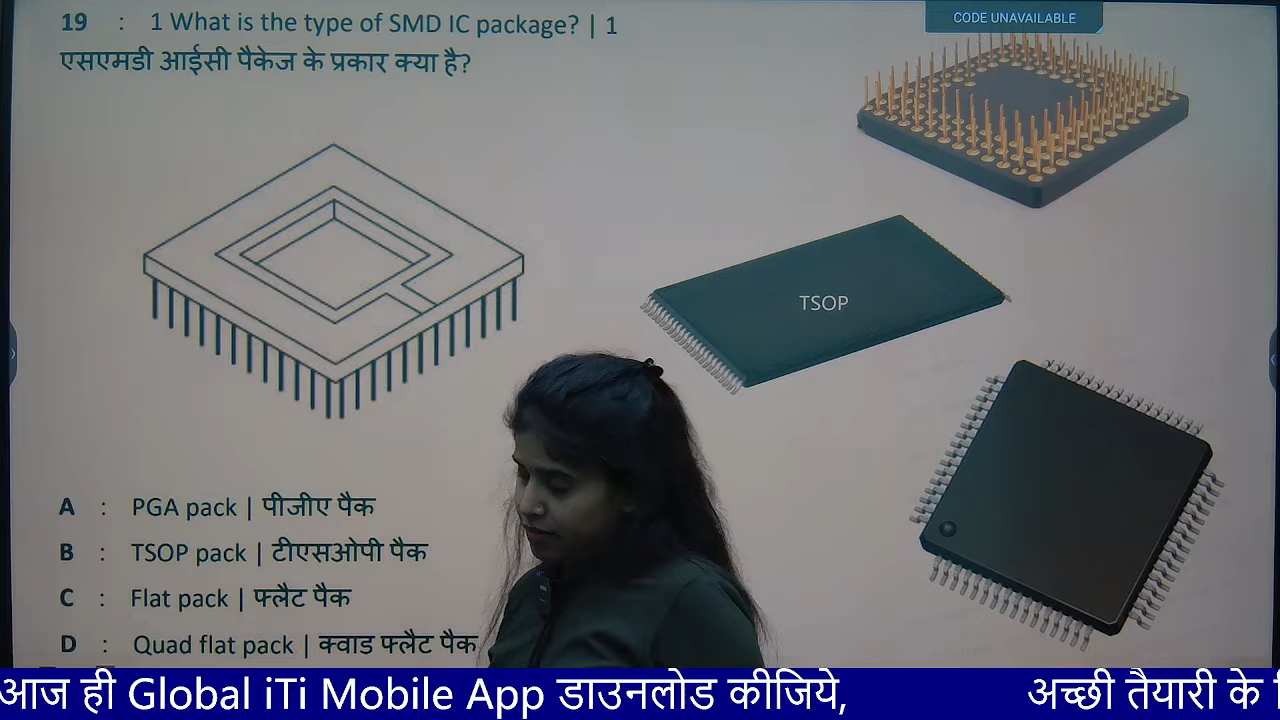 19 : 1 What is the type of SMD IC package? | 1
एसएमडी आईसी पैकेज के प्रकार क्या है?
CODE UNAVAILABLE
TSOP
A : PGA pack | पीजीए पैक
B : TSOP pack | टीएसओपी पैक
C : Flat pack | फ्लैट पैक
D : Quad flat pack | क्वाड फ्लैट पैक
आज ही Global iTi Mobile App डाउनलोड कीजिये, अच्छी तैयारी के